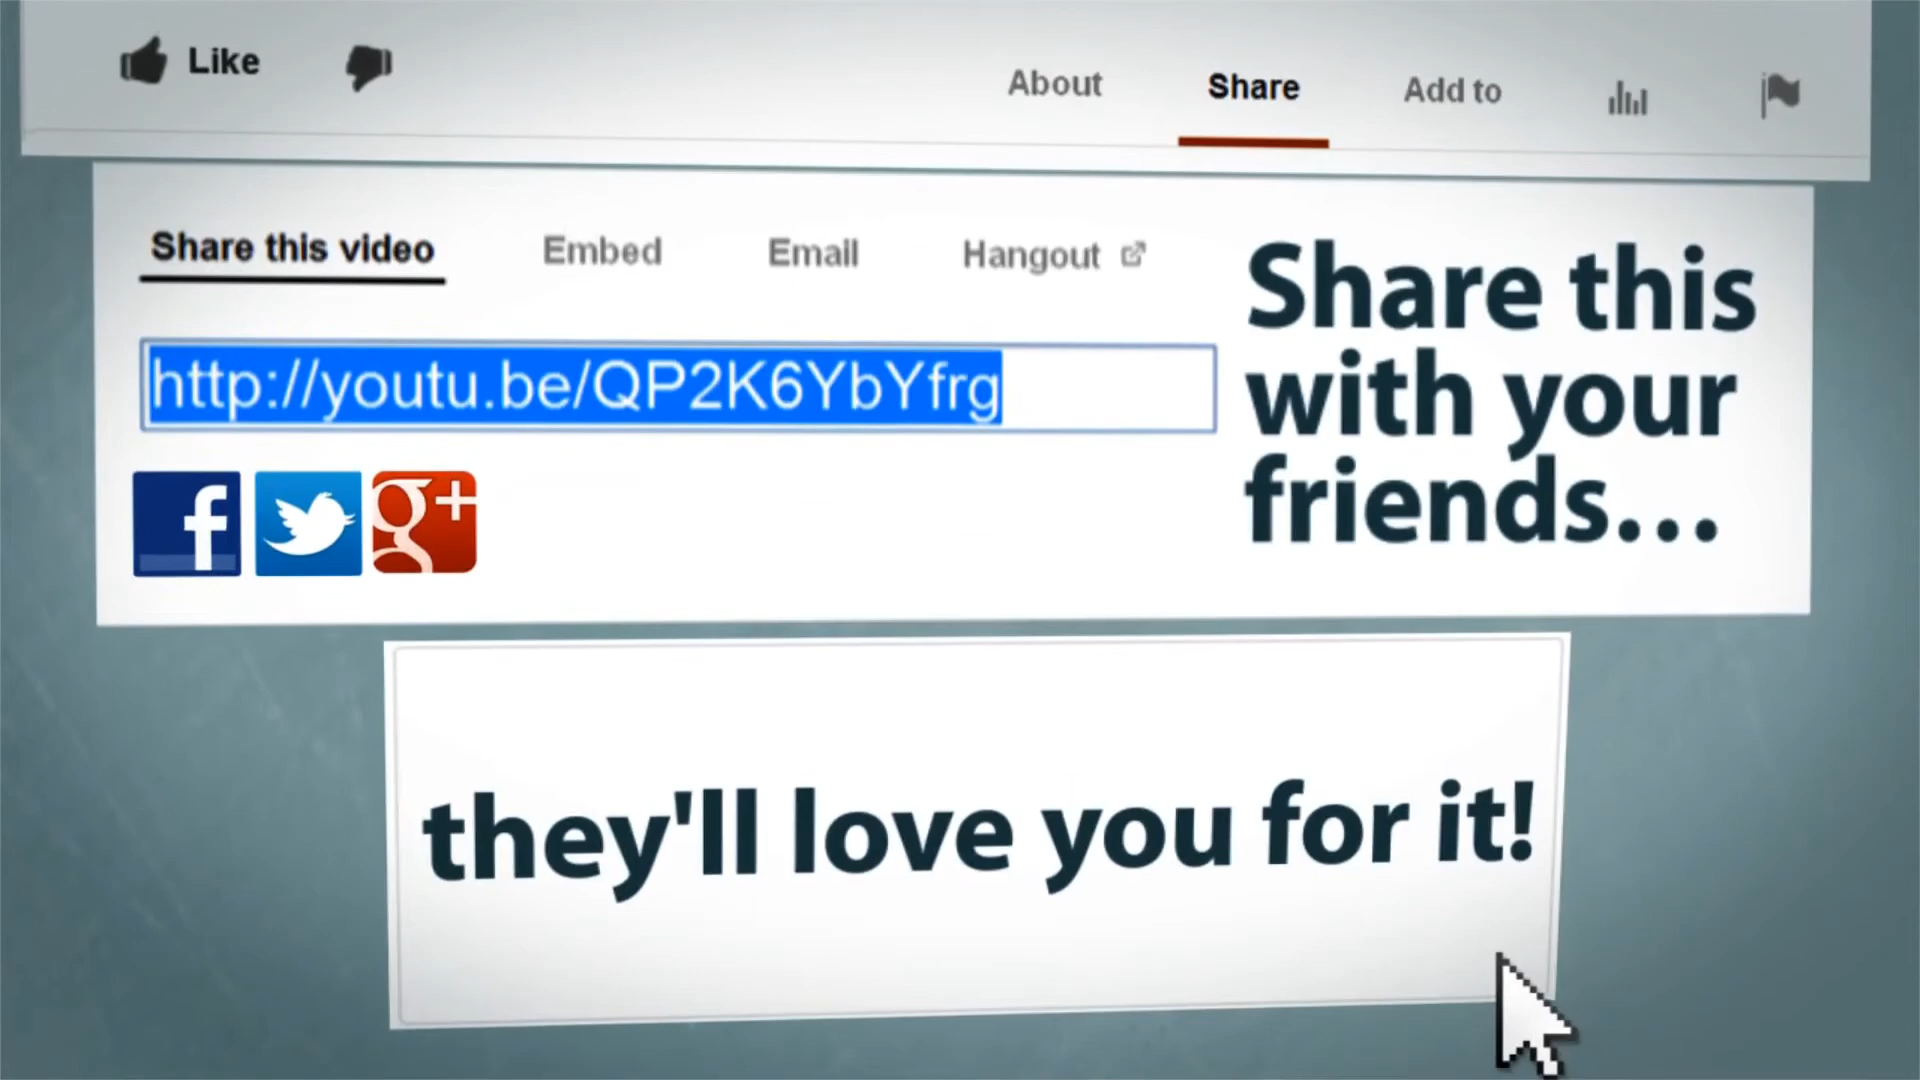 Like
About Share Add to
Share this video Embed Email Hangout
http://youtu.be/QP2K6YbYfrg
f g+
Share this
with your
friends...
they'll love you for it!